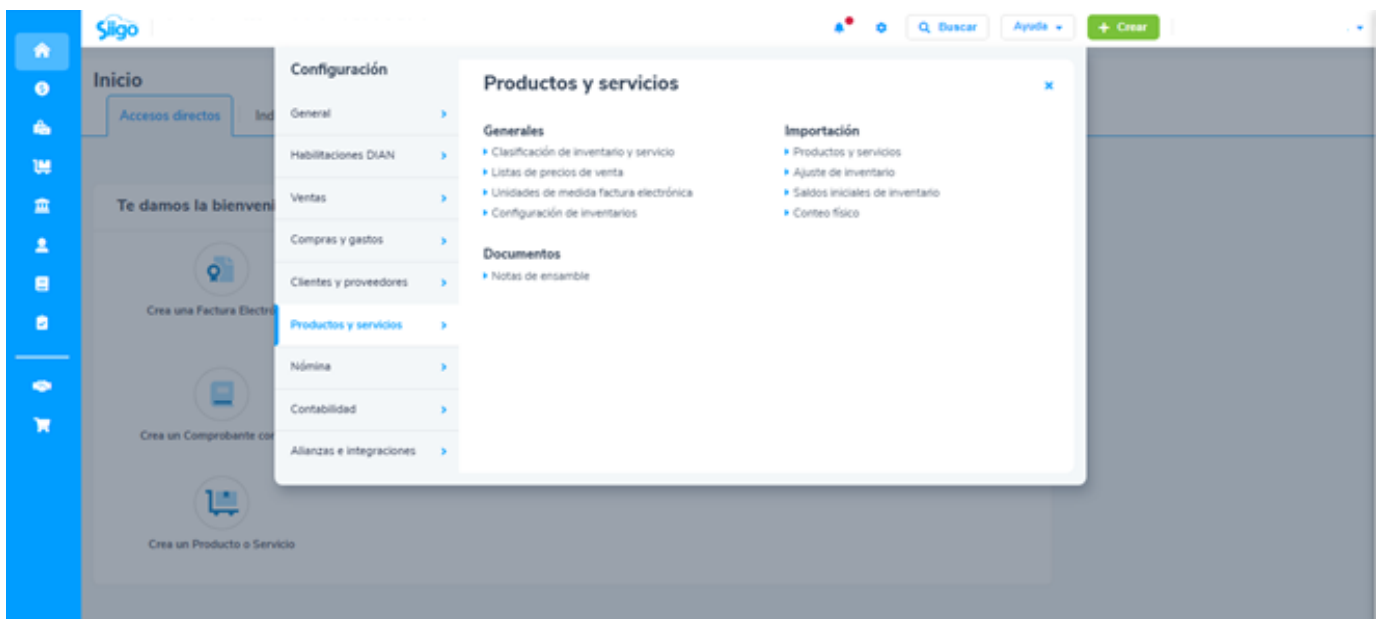 Siigo
Buscar
Ayuda
+ Crear
Inicio
Accesos directos
Ind
Te damos la bienveni
Crea una Factura Electró
Crea un Comprobante con
Crea un Producto o Servicio
Configuración
General
Habilitaciones DIAN
Ventas
Compras y gastos
Clientes y proveedores
Productos y servicios
Nómina
Contabilidad
Alianzas e integraciones
Productos y servicios
Generales
Clasificación de inventario y servicio
Listas de precios de venta
Unidades de medida factura electrónica
Configuración de inventarios
Documentos
Notas de ensamble
Importación
Productos y servicios
Ajuste de inventario
Saldos iniciales de inventario
Conteo físico